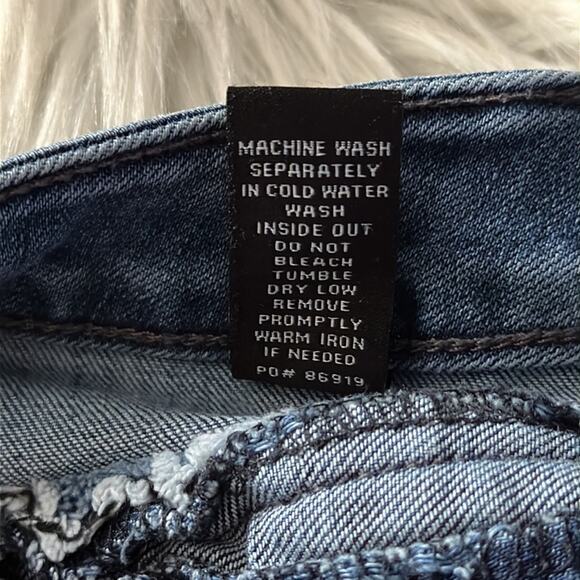 MACHINE WASH
SEPARATELY
IN COLD WATER
WASH
INSIDE OUT
DO NOT
BLEACH
TUMBLE
DRY LOW
REMOVE
PROMPTLY
WARM IRON
IF NEEDED
PO# 86919